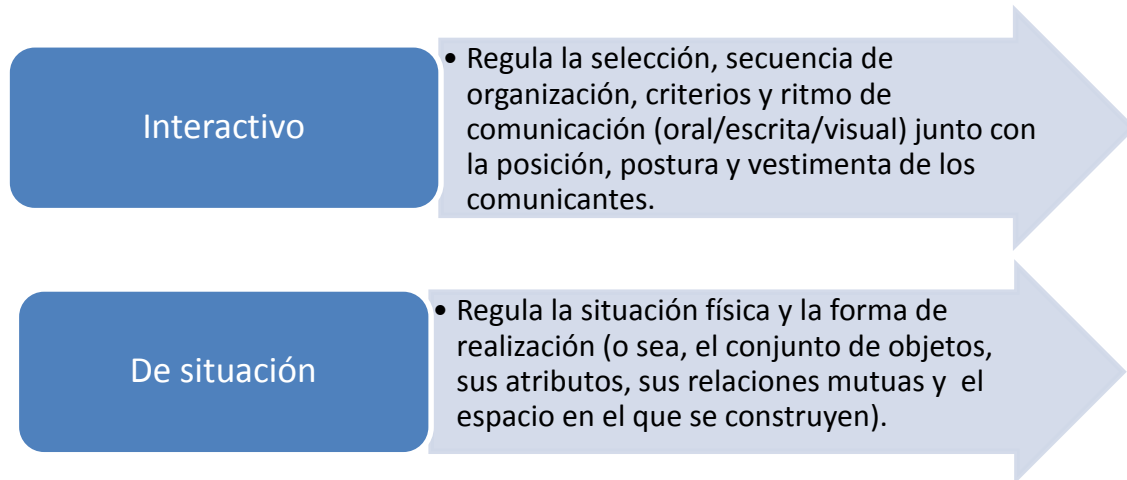 Interactivo
• Regula la selección, secuencia de
organización, criterios y ritmo de
comunicación (oral/escrita/visual) junto con
la posición, postura y vestimenta de los
comunicantes.
De situación
• Regula la situación física y la forma de
realización (o sea, el conjunto de objetos,
sus atributos, sus relaciones mutuas y el
espacio en el que se construyen).